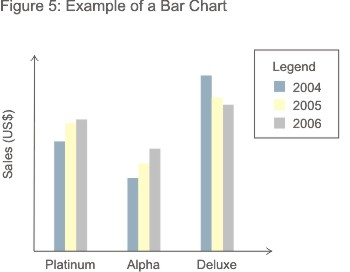 Figure 5: Example of a Bar Chart
Legend
2004
2005
2006
Sales (US$)
Platinum
Alpha
Deluxe